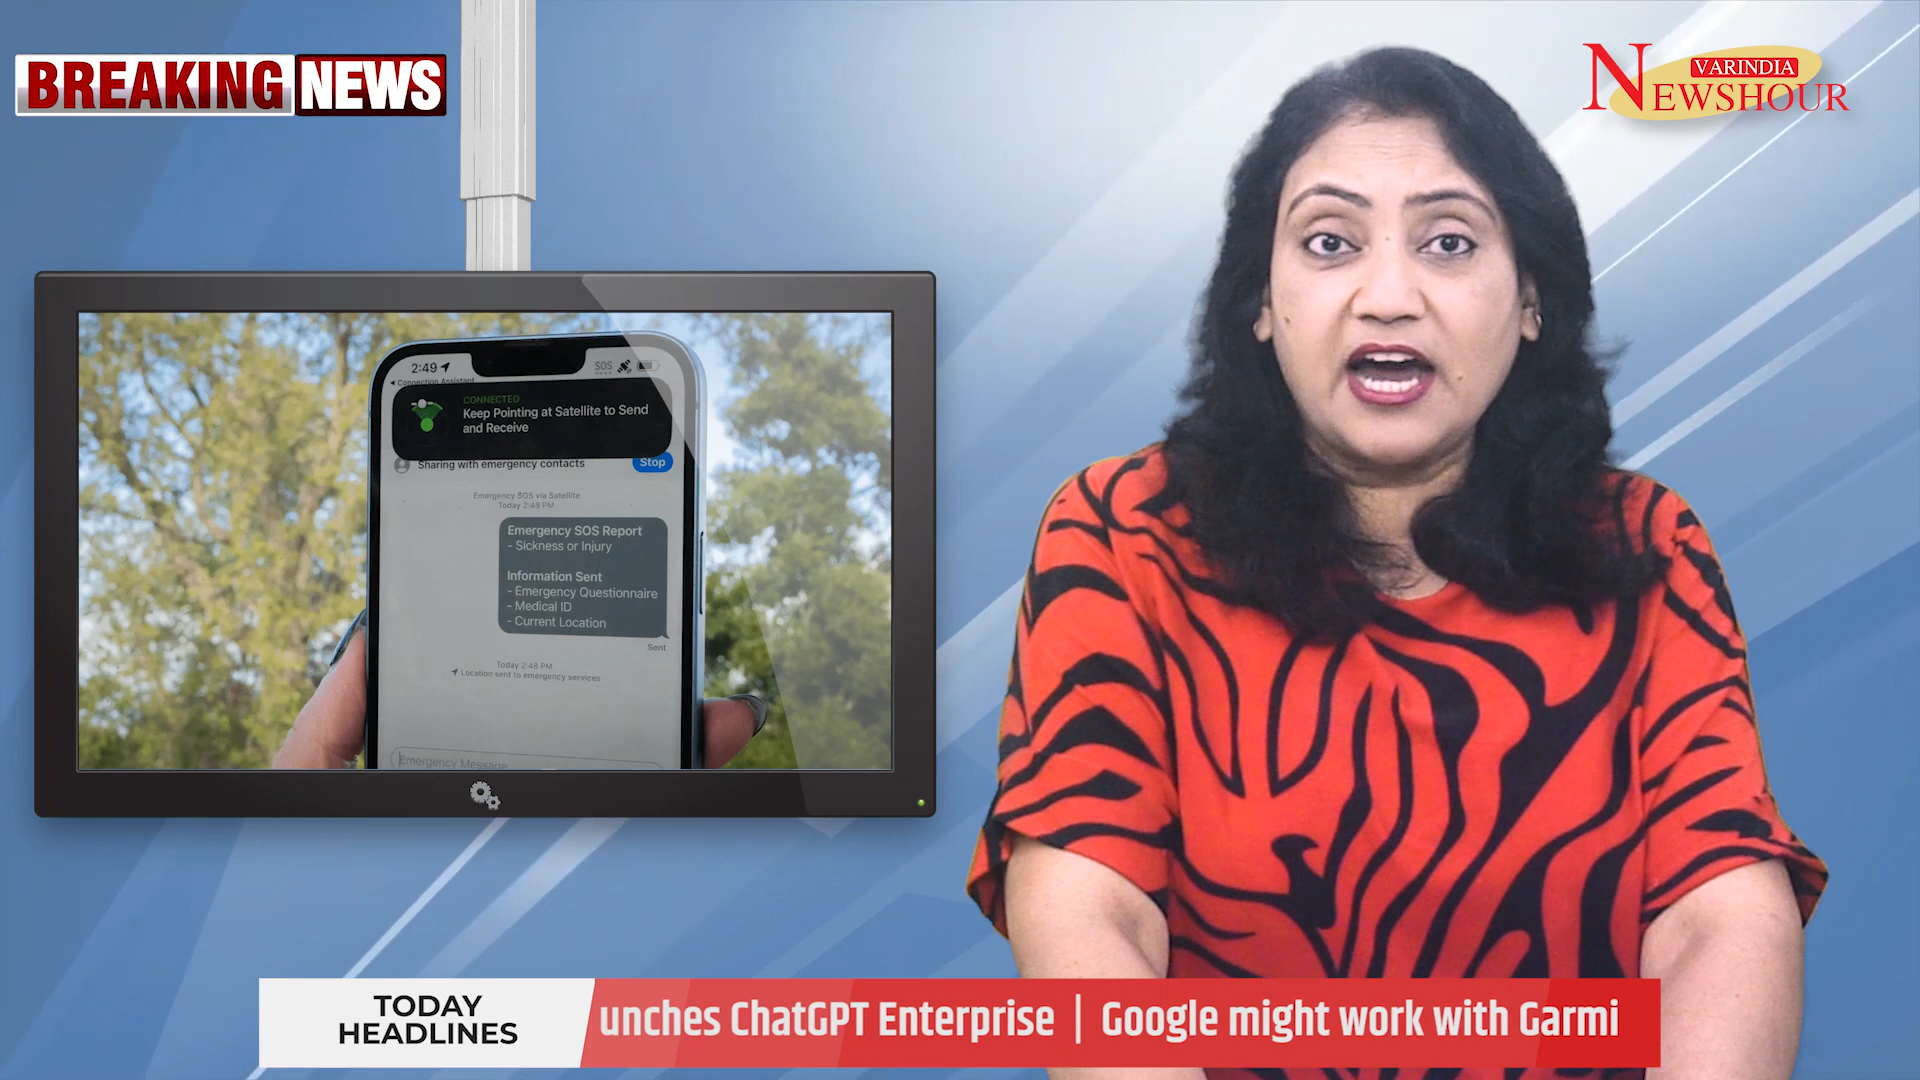 BREAKING NEWS
VARINDIA
NEWSHOUR
2:49
SOS
Connection Assistant
CONNECTED
Keep Pointing at Satellite to Send
and Receive
Sharing with emergency contacts
Stop
Emergency SOS via Satellite
Today 2:48 PM
Emergency SOS Report
- Sickness or Injury
Information Sent
- Emergency Questionnaire
- Medical ID
- Current Location
Sent
Today 2:48 PM
Location sent to emergency services
Emergency Message
TODAY
HEADLINES
unches ChatGPT Enterprise | Google might work with Garmi